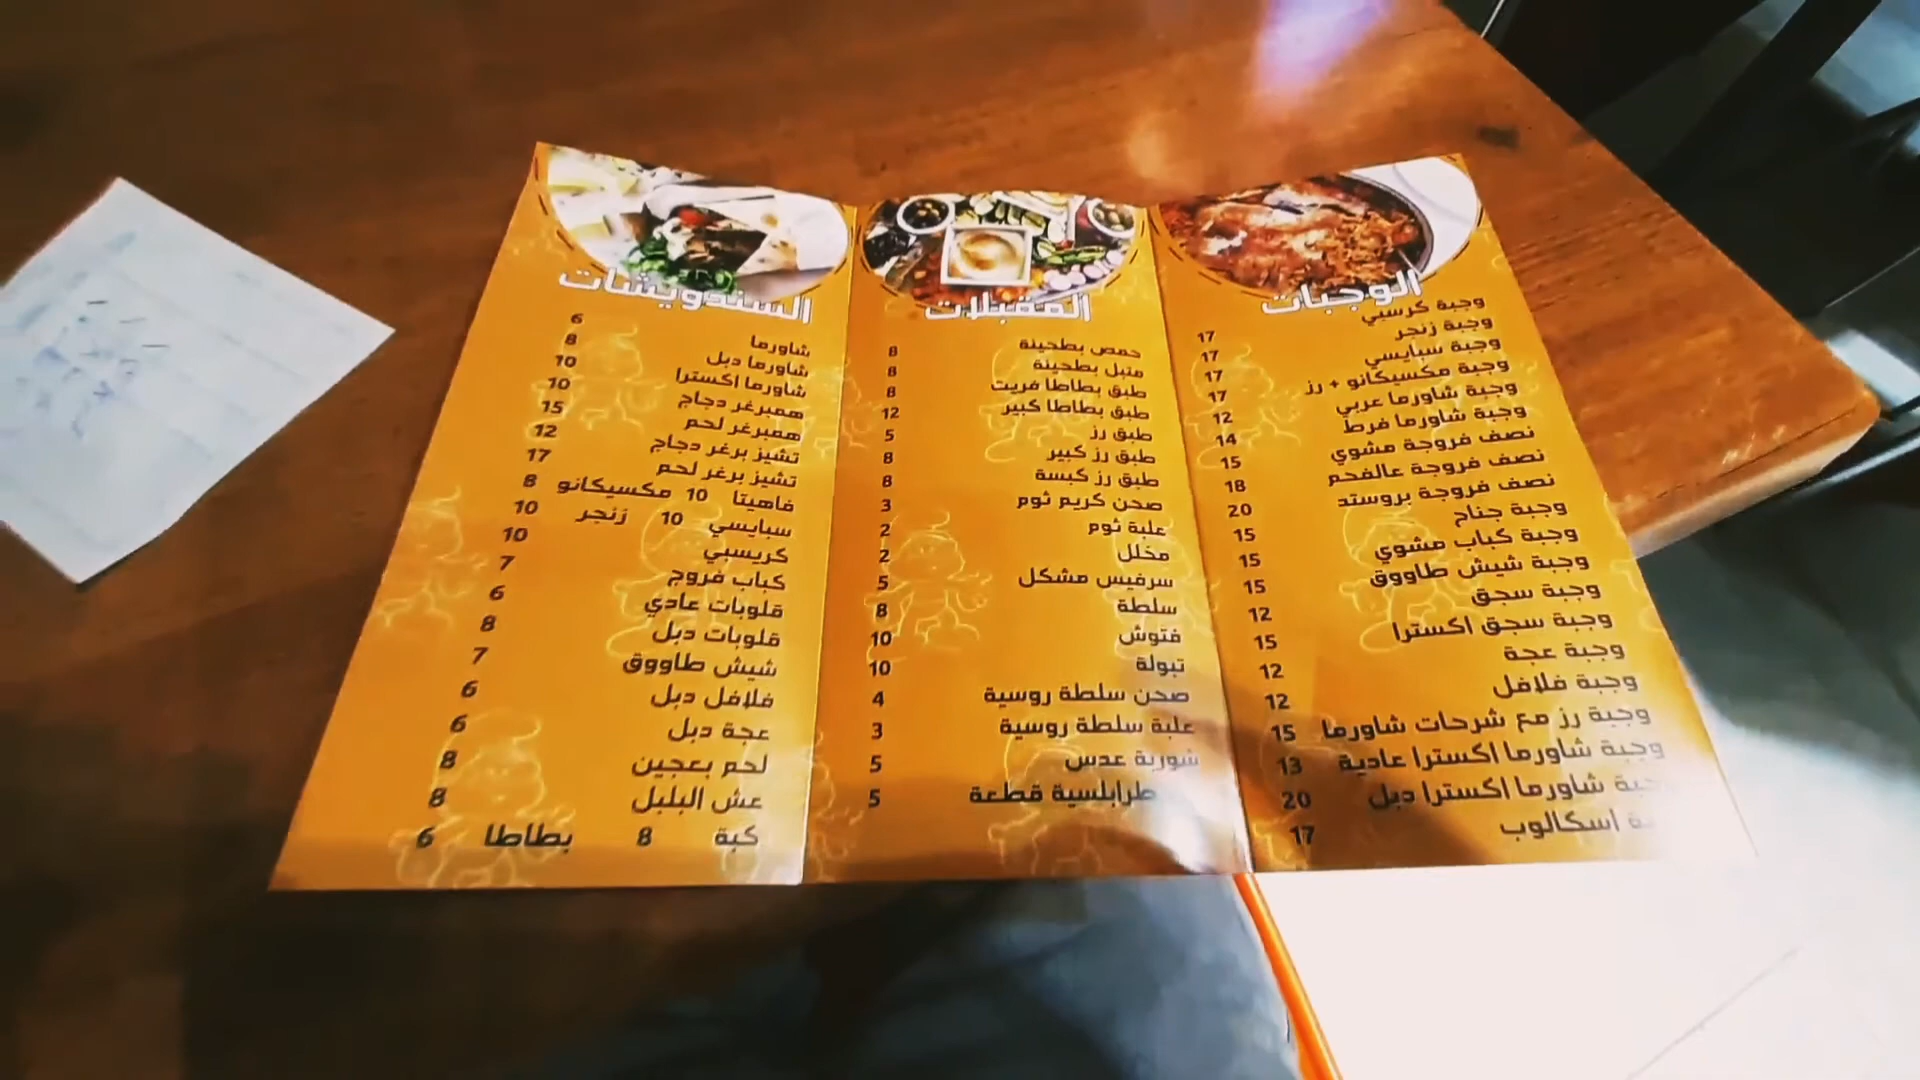 الوجبات
وجبة كرسبي 17
وجبة زنجر 17
وجبة سبايسي 17
وجبة مكسيكانو + رز 17
وجبة شاورما عربي 12
وجبة شاورما فرط 14
نصف فروجة مشوي 15
نصف فروجة عالفحم 18
نصف فروجة بروستد 20
وجبة جناح 15
وجبة كباب مشوي 15
وجبة شيش طاووق 15
وجبة سجق 12
وجبة سجق اكسترا 15
وجبة عجة 12
وجبة فلافل 12
وجبة رز مع شرحات شاورما 15
وجبة شاورما اكسترا عادية 13
شاورما اكسترا دبل 20
اسكالوب 17
المقبلات
حمص بطحينة 8
متبل بطحينة 8
طبق بطاطا فريت 8
طبق بطاطا كبير 12
طبق رز 5
طبق رز كبير 8
طبق رز كبسة 8
صحن كريم ثوم 3
علبة ثوم 2
مخلل 2
سرفيس مشكل 5
سلطة 8
فتوش 10
تبولة 10
صحن سلطة روسية 4
علبة سلطة روسية 3
شوربة عدس 5
طرابلسية قطعة 5
السندويشات
شاورما 6
شاورما دبل 8
شاورما اكسترا 10
همبرغر دجاج 10
همبرغر لحم 15
تشيز برغر دجاج 12
تشيز برغر لحم 17
فاهيتا 10 مكسيكانو 8
سبايسي 10 زنجر 10
كريسبي 10
كباب فروج 7
قلوبات عادي 6
قلوبات دبل 8
شيش طاووق 7
فلافل دبل 6
عجة دبل 6
لحم بعجين 8
عش البلبل 8
كبة 8 بطاطا 6